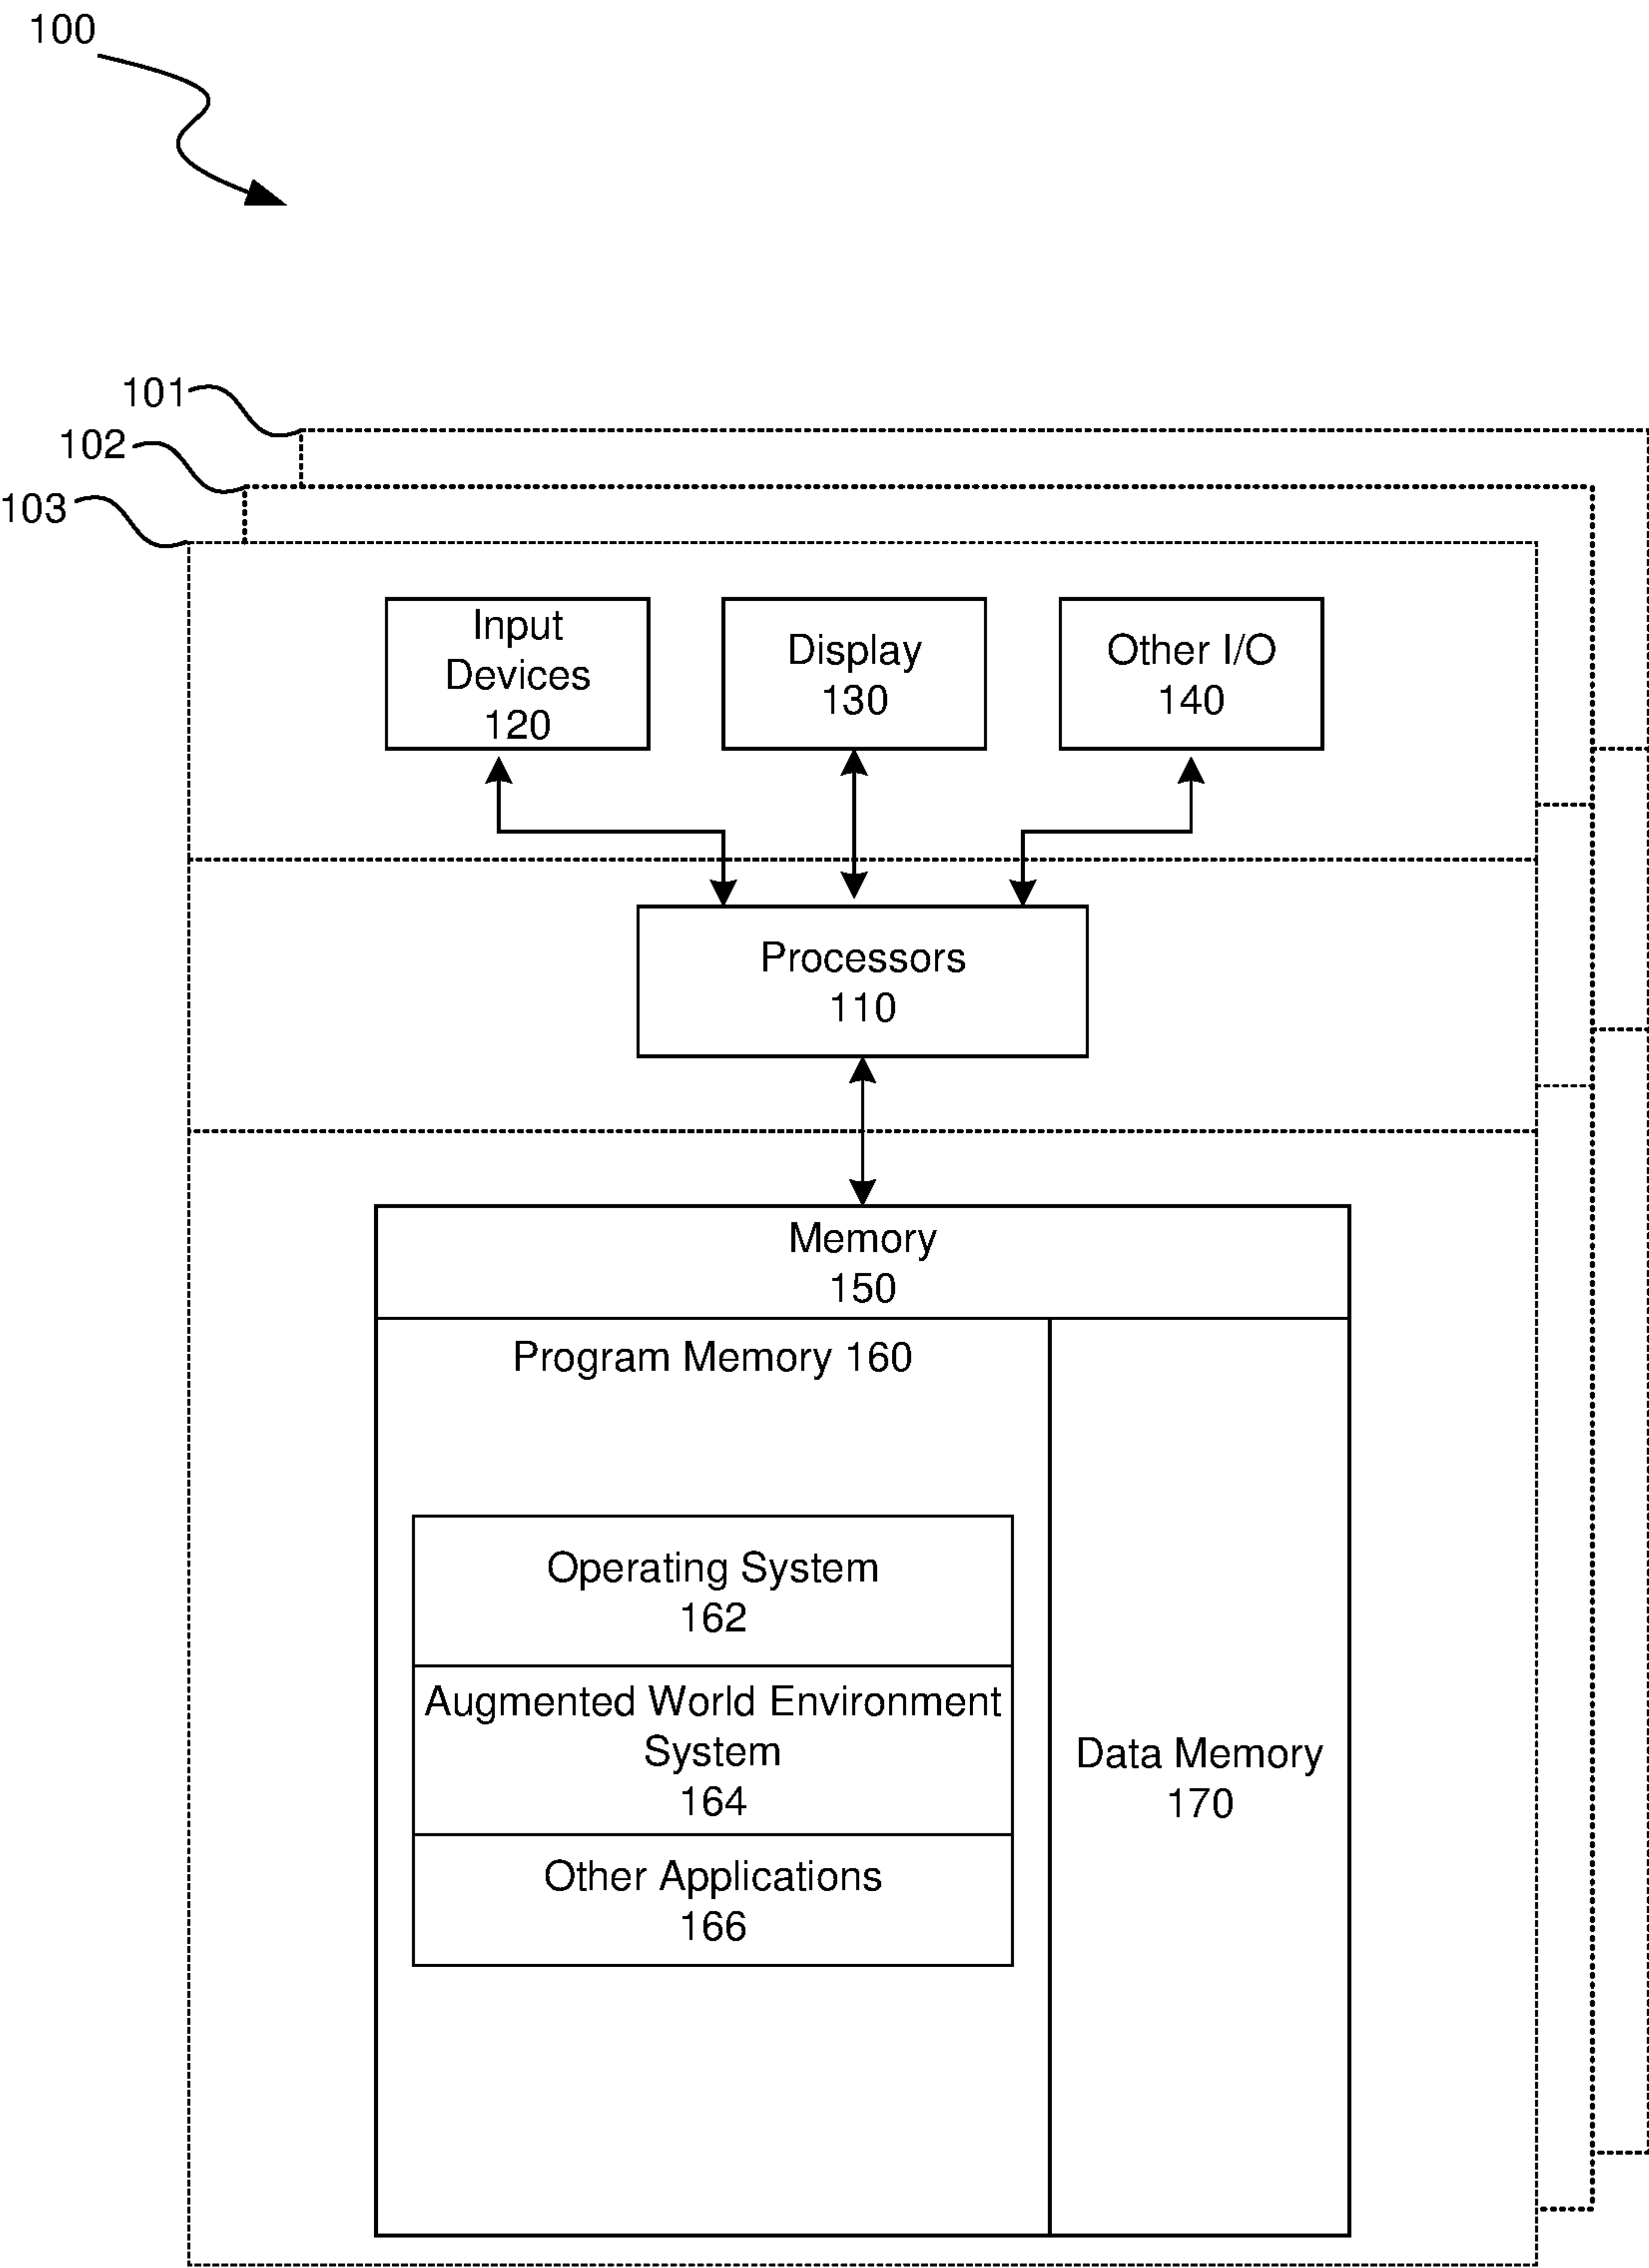 100
101
102
103
Input
Devices
120
Display
130
Other I/O
140
Processors
110
Memory
150
Program Memory 160
Operating System
162
Augmented World Environment
System
164
Other Applications
166
Data Memory
170